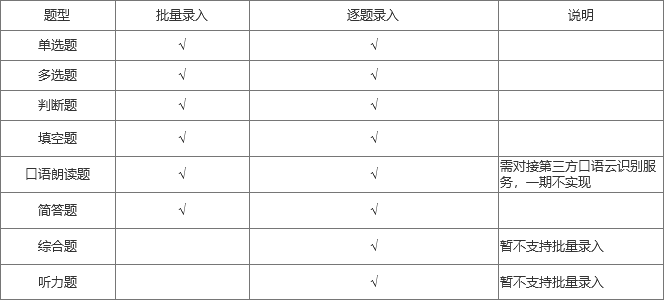 题型 批量录入 逐题录入 说明
单选题 √ √
多选题 √ √
判断题 √ √
填空题 √ √
口语朗读题 √ √ 需对接第三方口语云识别服
务，一期不实现
简答题 √ √
综合题 √ 暂不支持批量录入
听力题 √ 暂不支持批量录入